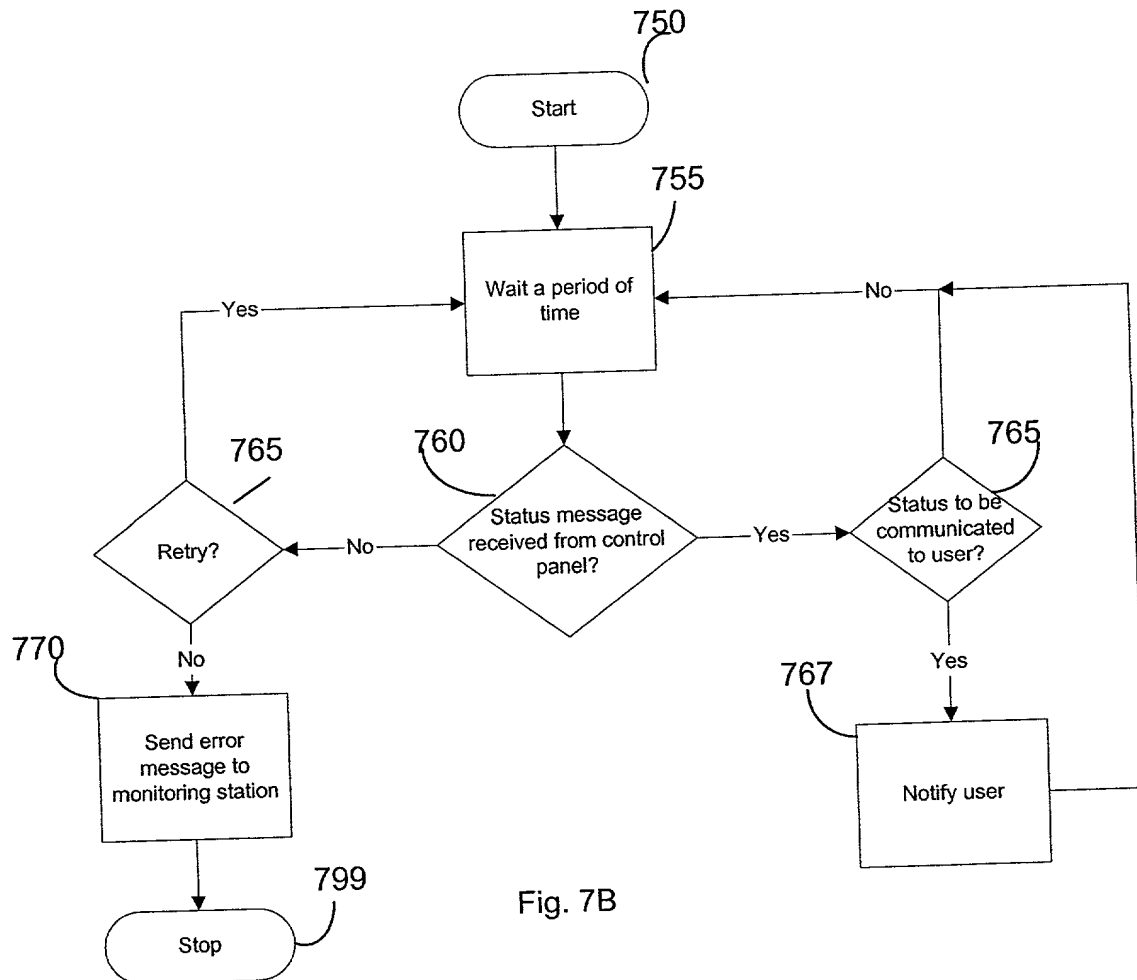 750
Start
755
Wait a period of
time
Yes
No
765
760
765
Retry?
No
Status message
received from control
panel?
Yes
Status to be
communicated
to user?
No
Yes
770
767
Send error
message to
monitoring station
Notify user
799
Stop
Fig. 7B